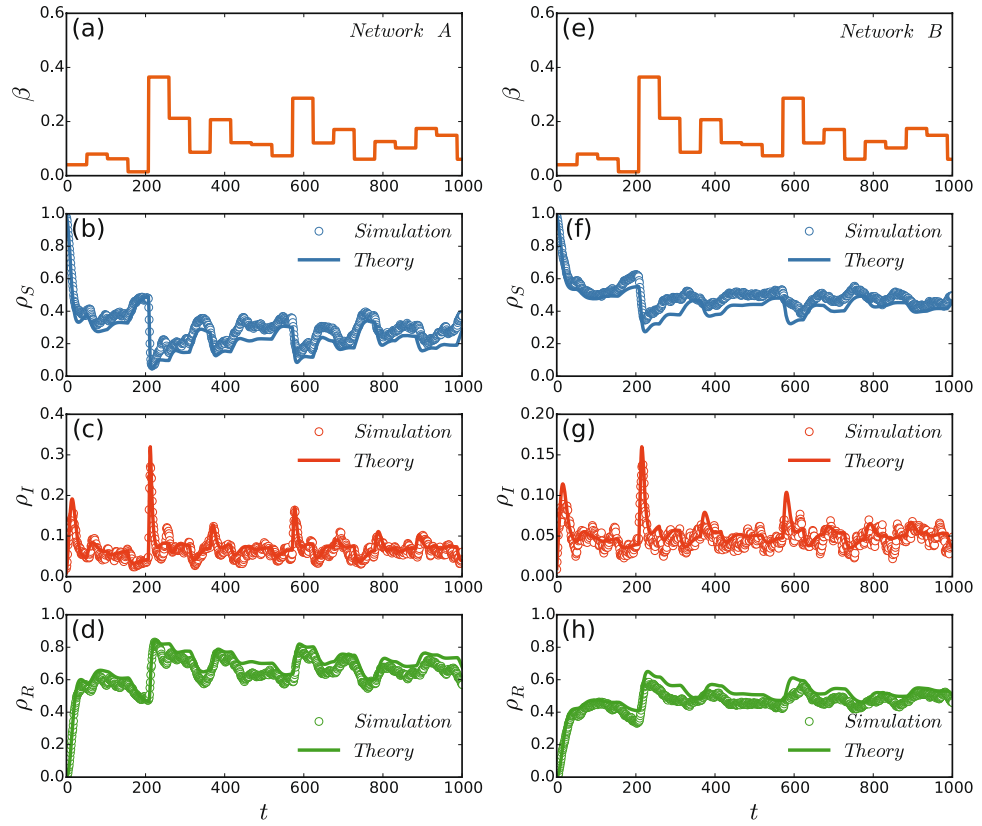 (a) Network A
0.6
0.4
0.2
0.0
β
0 200 400 600 800 1000
(e) Network B
0.6
0.4
0.2
0.0
β
0 200 400 600 800 1000
(b)
Simulation
Theory
1.0
0.8
0.6
0.4
0.2
0.0
ρS
0 200 400 600 800 1000
(f)
Simulation
Theory
1.0
0.8
0.6
0.4
0.2
0.0
ρS
0 200 400 600 800 1000
(c)
Simulation
Theory
0.4
0.3
0.2
0.1
0.0
ρI
0 200 400 600 800 1000
(g)
Simulation
Theory
0.20
0.15
0.10
0.05
0.00
ρI
0 200 400 600 800 1000
(d)
Simulation
Theory
1.0
0.8
0.6
0.4
0.2
0.0
ρR
0 200 400 600 800 1000
t
(h)
Simulation
Theory
1.0
0.8
0.6
0.4
0.2
0.0
ρR
0 200 400 600 800 1000
t